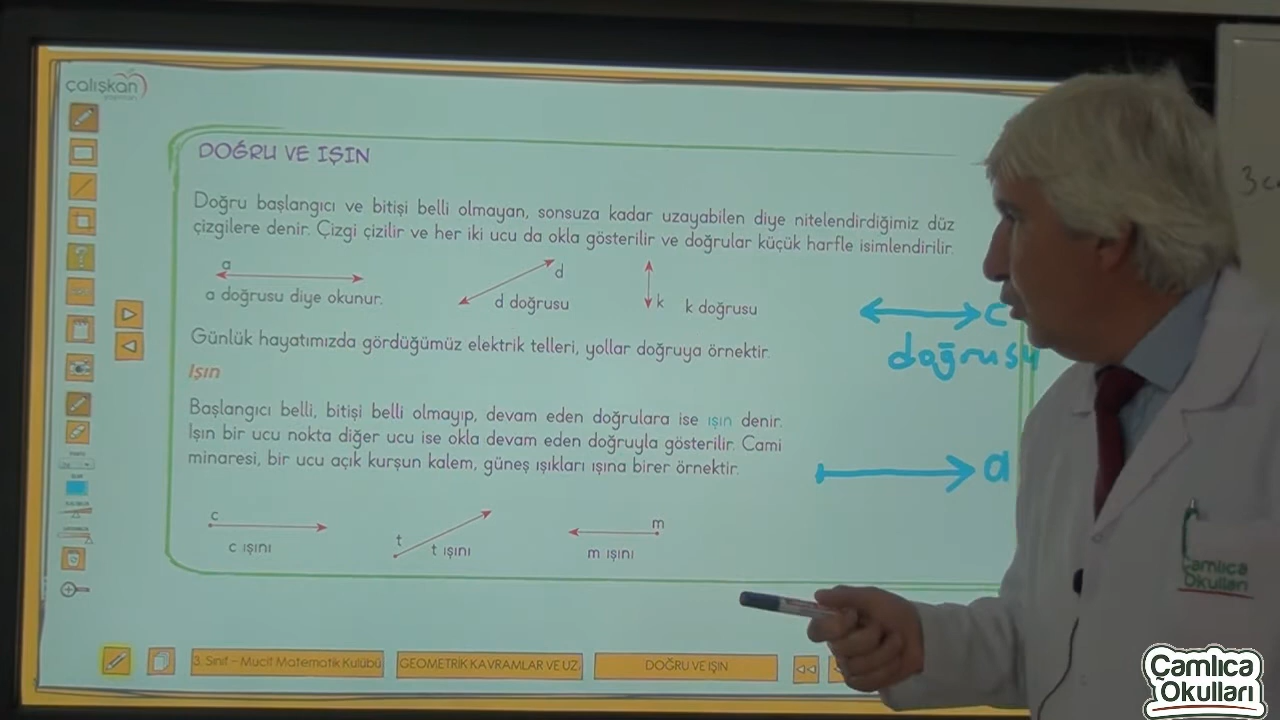 çalışkan
DOĞRU VE IŞIN
Doğru başlangıcı ve bitişi belli olmayan, sonsuza kadar uzayabilen diye nitelendirdiğimiz düz
çizgilere denir. Çizgi çizilir ve her iki ucu da okla gösterilir ve doğrular küçük harfle isimlendirilir.
a
d
k
a doğrusu diye okunur.
d doğrusu
k doğrusu
c
doğrusu
Günlük hayatımızda gördüğümüz elektrik telleri, yollar doğruya örnektir.
Işın
Başlangıcı belli, bitişi belli olmayıp, devam eden doğrulara ise ışın denir.
Işın bir ucu nokta diğer ucu ise okla devam eden doğruyla gösterilir. Cami
minaresi, bir ucu açık kurşun kalem, güneş ışıkları ışına birer örnektir.
d
c
t
m
c ışını
t ışını
m ışını
3. Sınıf – Mucit Matematik Kulübü
GEOMETRİK KAVRAMLAR VE UZ
DOĞRU VE IŞIN
Çamlıca
Okulları
Çamlıca
Okulları